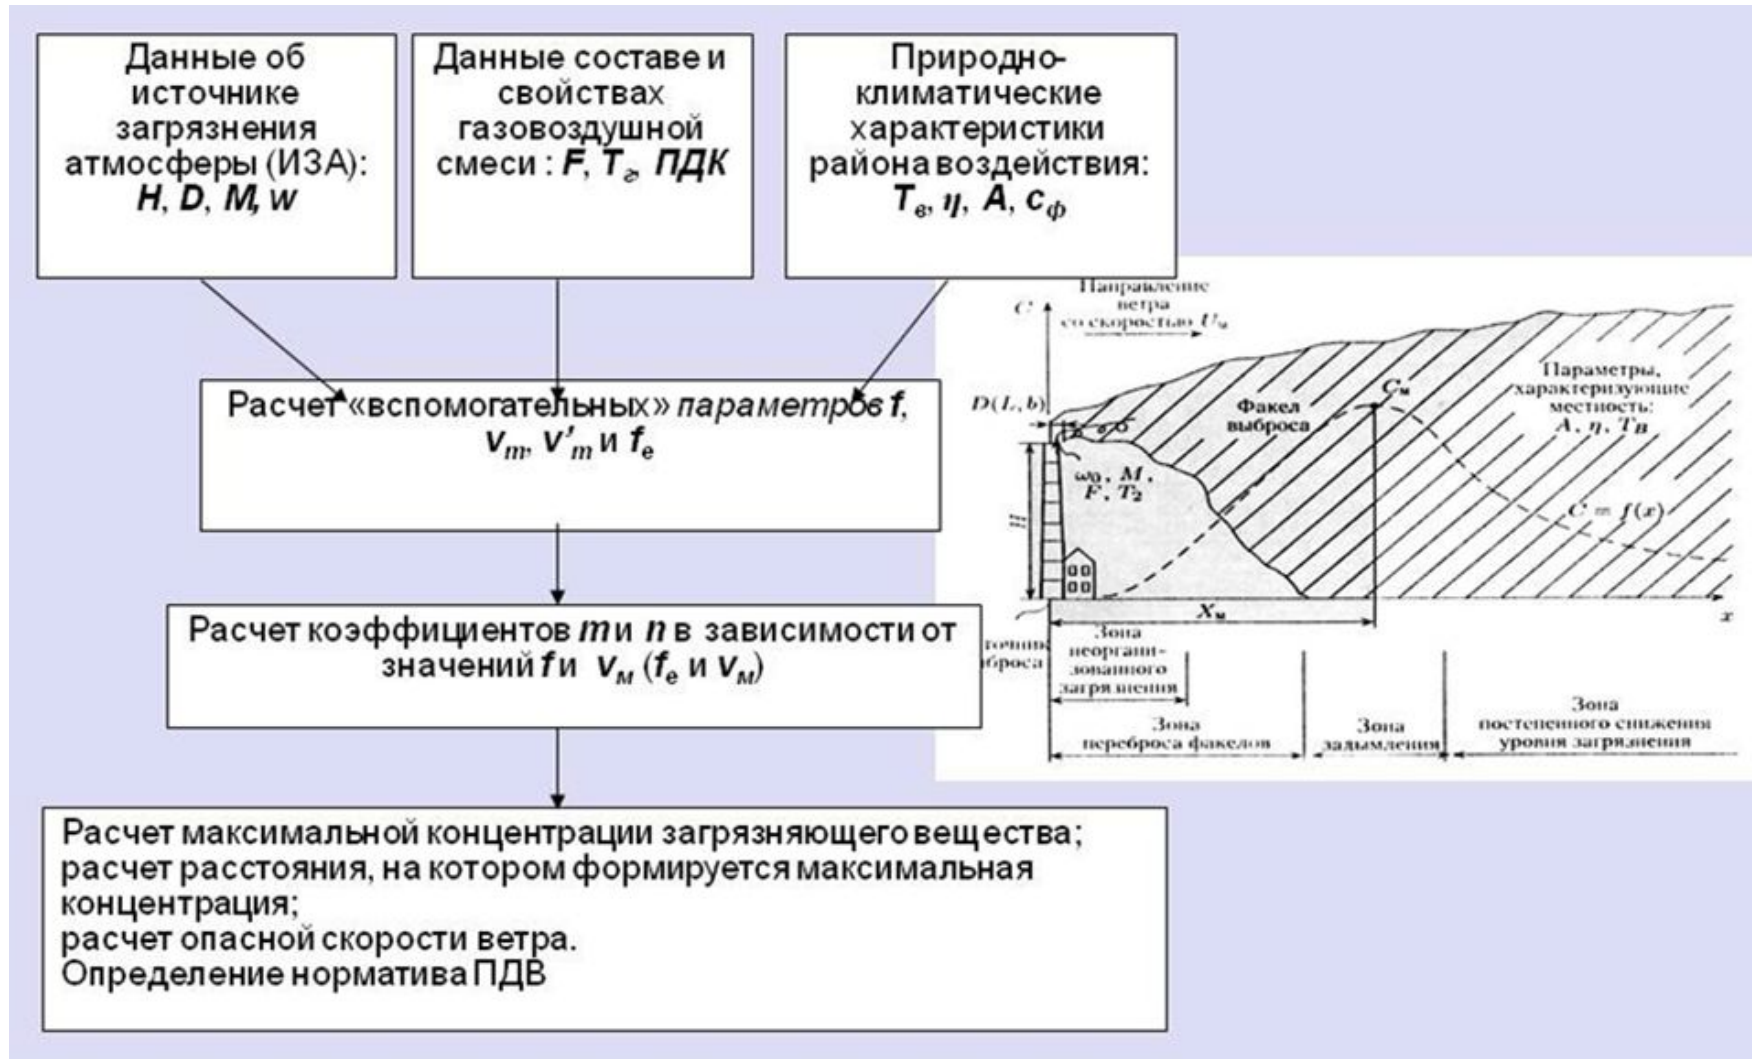 Данные об
источнике
загрязнения
атмосферы (ИЗА):
H, D, M, w
Данные составе и
свойствах
газовоздушной
смеси : F, Tг, ПДК
Природно-
климатические
характеристики
района воздействия:
Tв, η, A, cф
Расчет «вспомогательных» параметров f,
vm, v'm и fe
Расчет коэффициентов m и n в зависимости от
значений f и vм (fe и vм)
Расчет максимальной концентрации загрязняющего вещества;
расчет расстояния, на котором формируется максимальная
концентрация;
расчет опасной скорости ветра.
Определение норматива ПДВ
Направление
ветра
со скоростью Uм
C
D(L, b)
Факел
выброса
Cм
Параметры,
характеризующие
местность:
A, η, TВ
ω0, M,
F, T2
H
C = f(x)
Xм
x
Зона
неоргани-
зованного
загрязнения
Зона
переброса факелов
Зона
задымления
Зона
постепенного снижения
уровня загрязнения